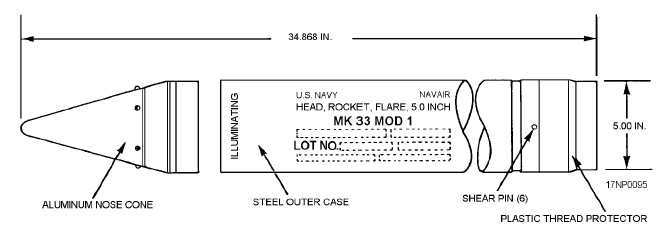 34.868 IN.
U.S. NAVY NAVAIR
HEAD, ROCKET, FLARE, 5.0 INCH
MK 33 MOD 1
LOT NO.
ILLUMINATING
5.00 IN.
17NP0095
ALUMINUM NOSE CONE
STEEL OUTER CASE
SHEAR PIN (6)
PLASTIC THREAD PROTECTOR